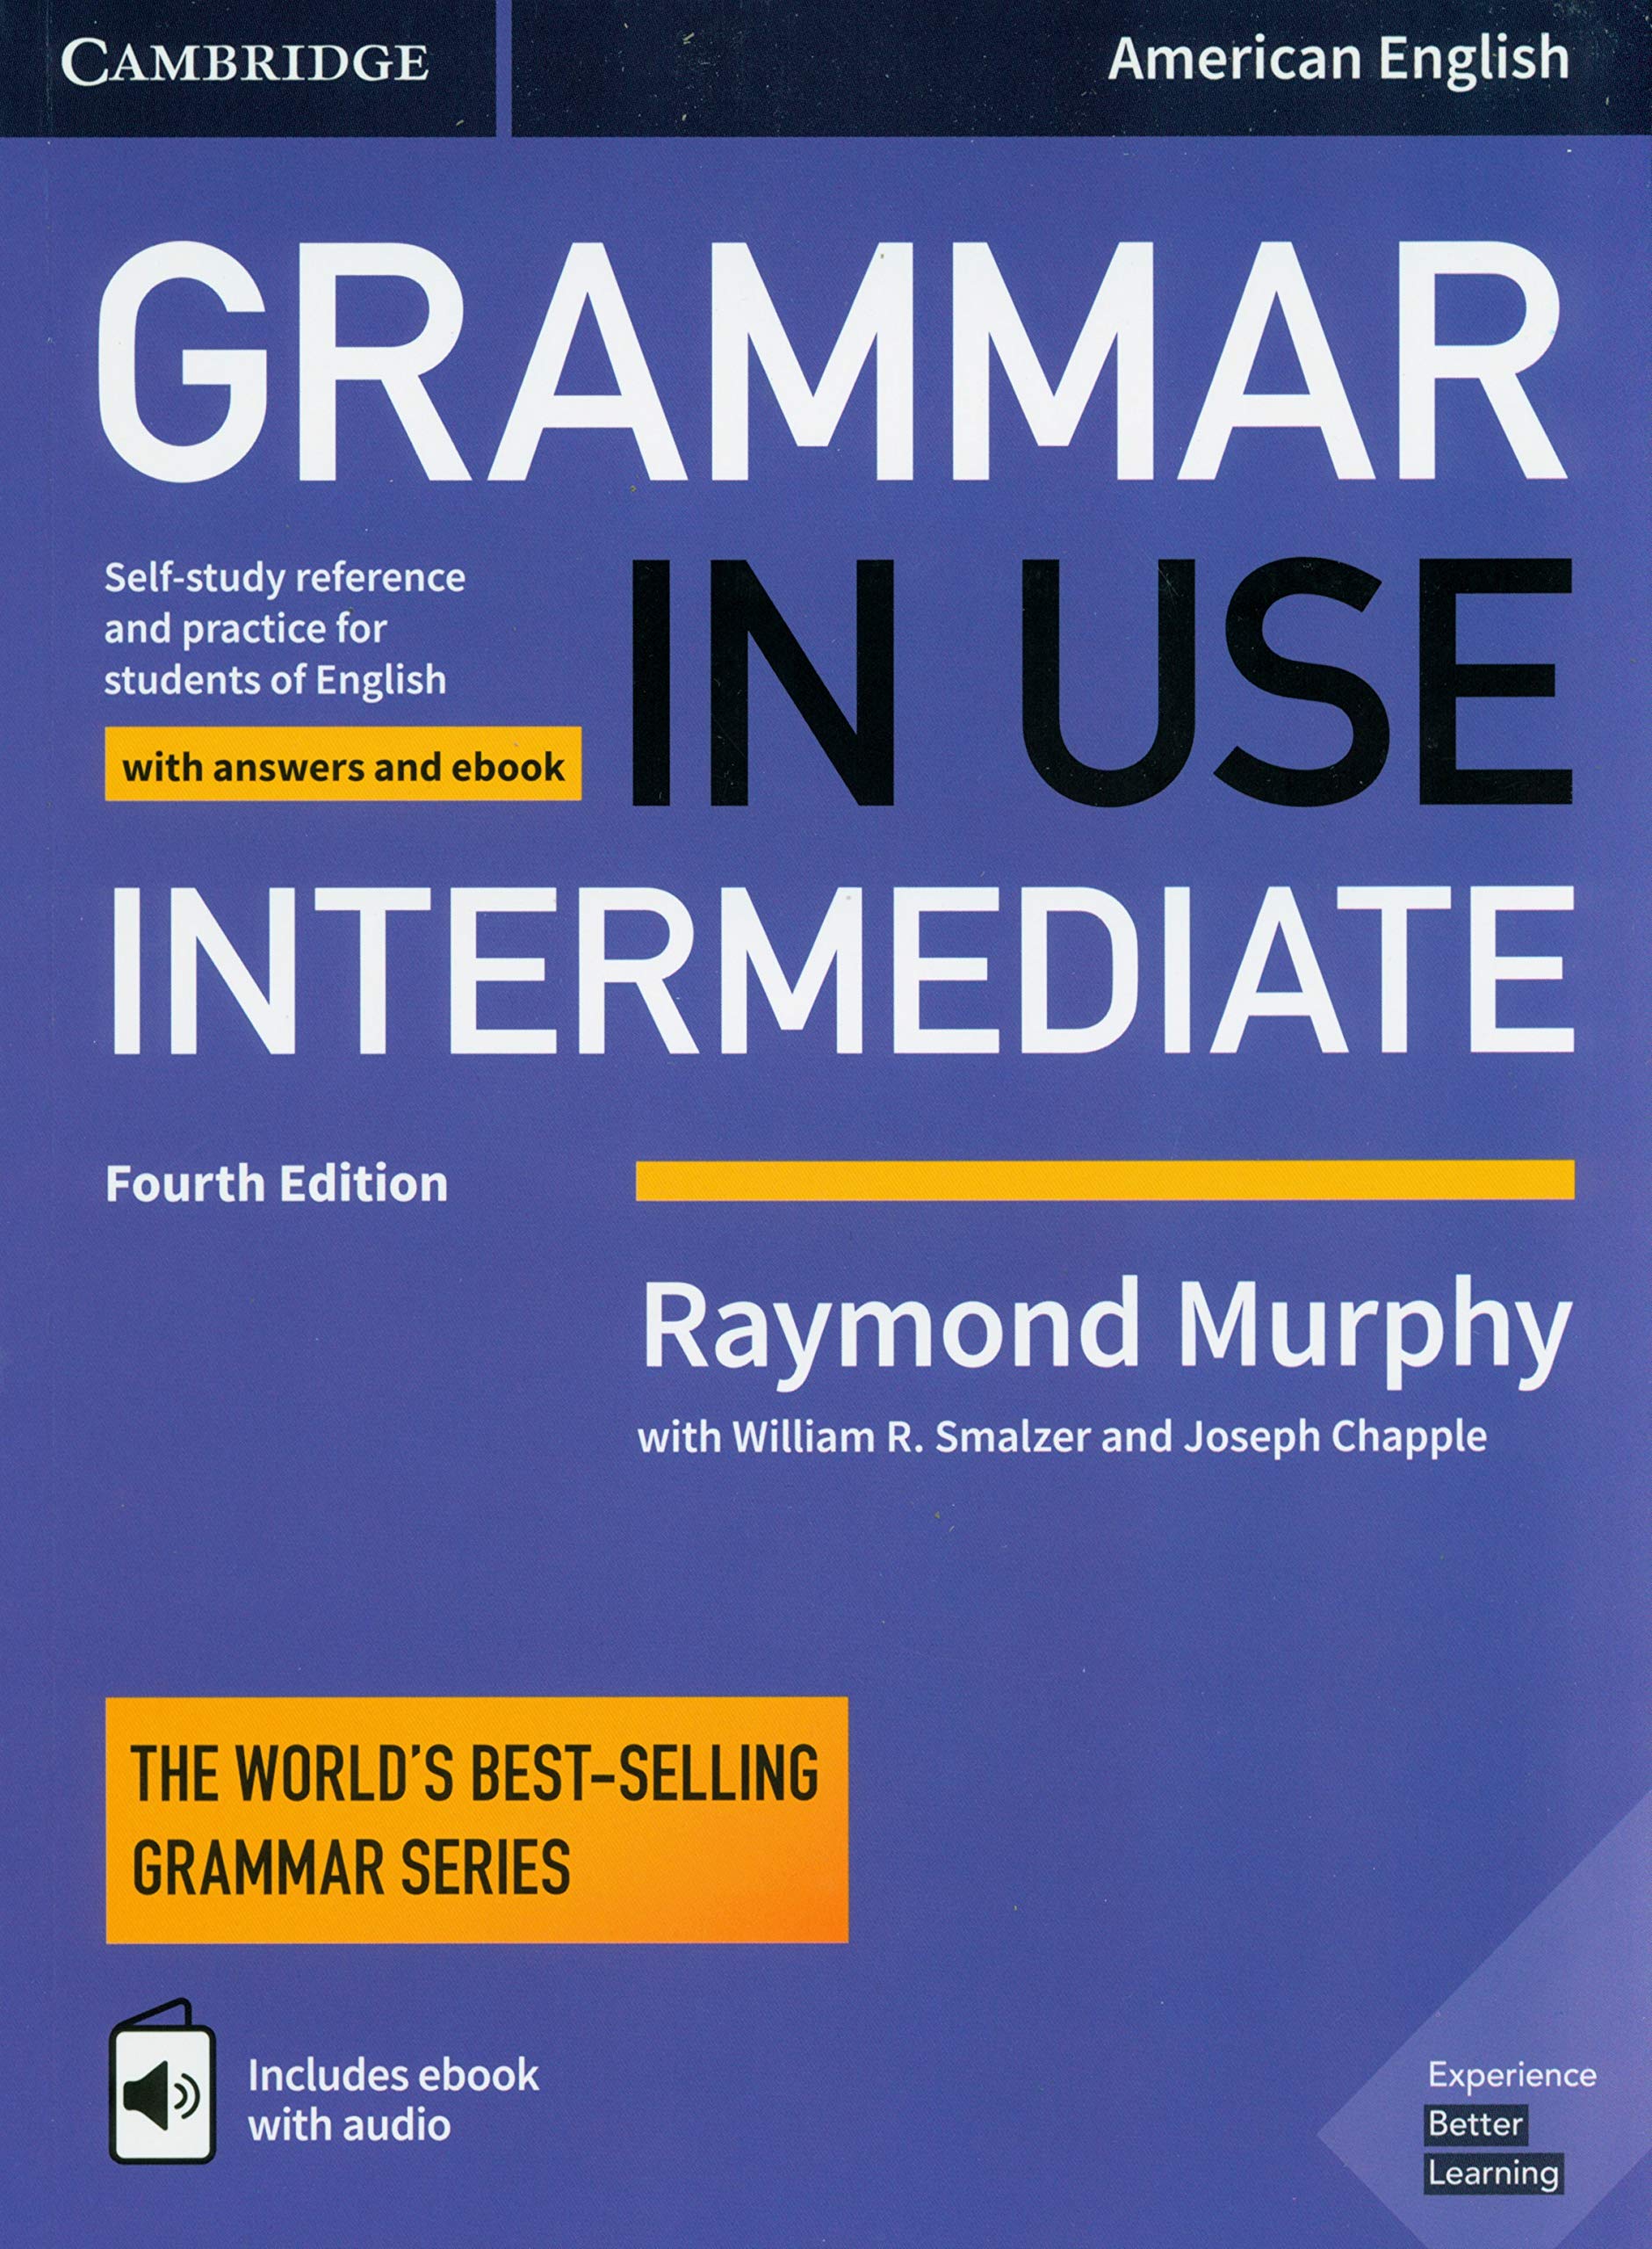 CAMBRIDGE
American English
GRAMMAR
Self-study reference
and practice for
students of English
with answers and ebook
IN USE
INTERMEDIATE
Fourth Edition
Raymond Murphy
with William R. Smalzer and Joseph Chapple
THE WORLD'S BEST-SELLING
GRAMMAR SERIES
Includes ebook
with audio
Experience
Better
Learning